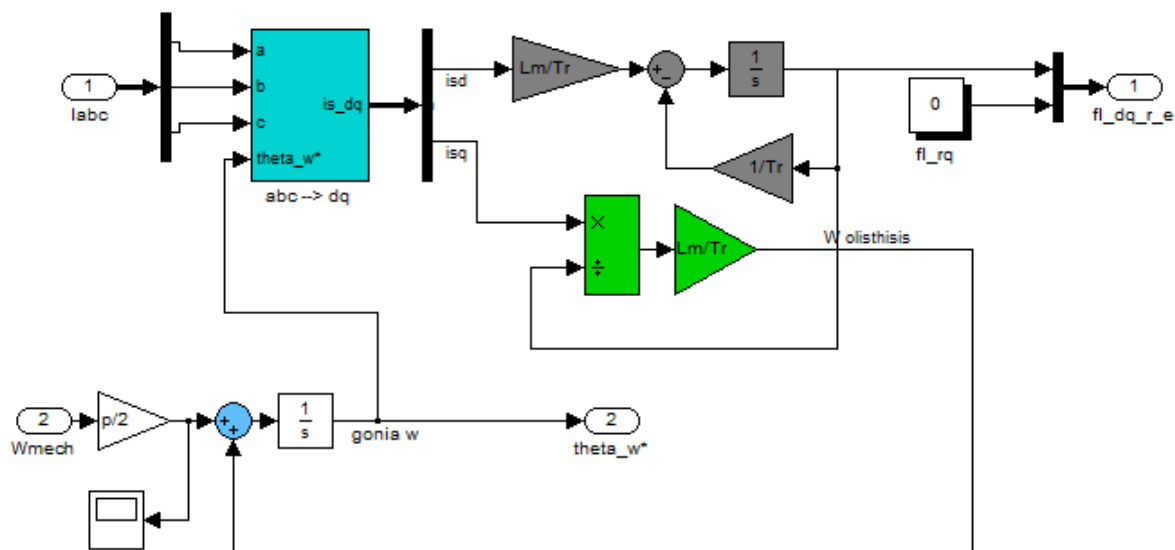 1
Iabc
a
b
c
theta_w*
is_dq
abc --> dq
isd
isq
Lm/Tr
+
−
1
s
1/Tr
0
fl_rq
1
fl_dq_r_e
×
÷
Lm/Tr
W olisthisis
2
Wmech
p/2
+
+
1
s
gonia w
2
theta_w*